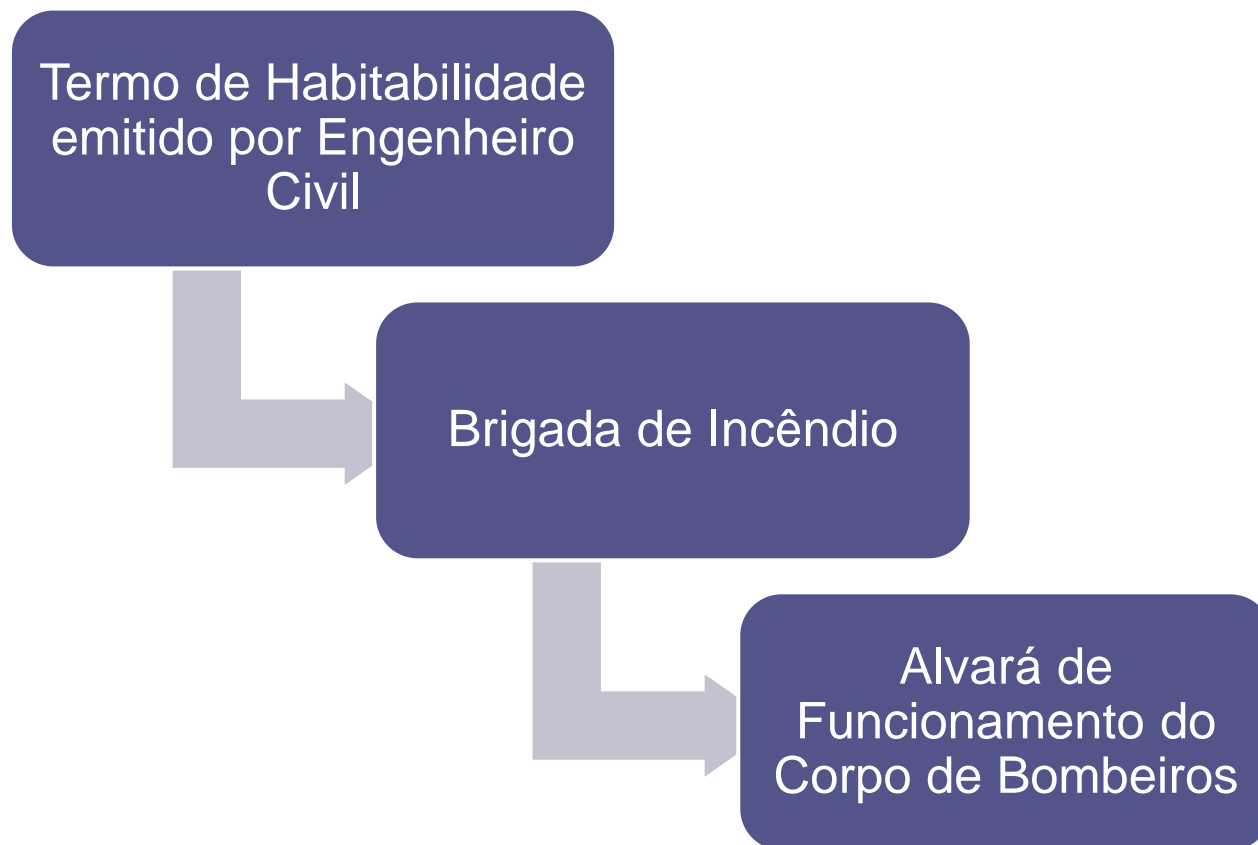 Termo de Habitabilidade
emitido por Engenheiro
Civil
Brigada de Incêndio
Alvará de
Funcionamento do
Corpo de Bombeiros